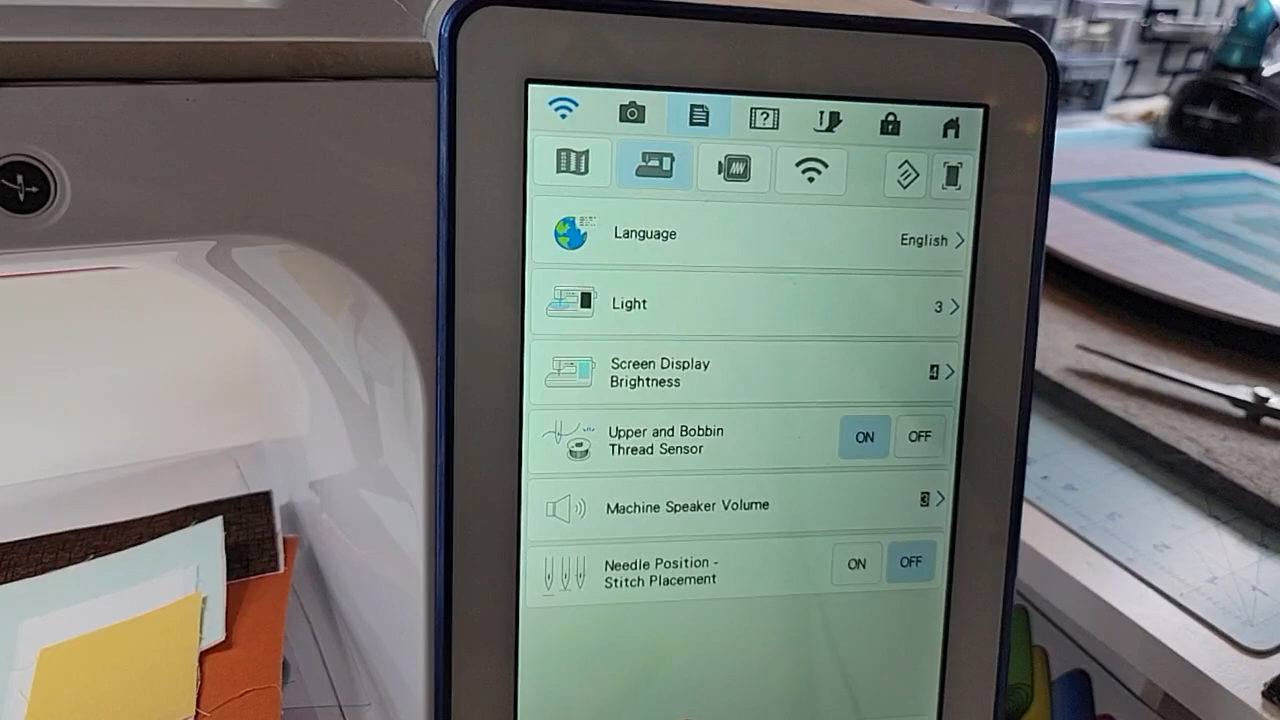 Language
English
Light
3
Screen Display
Brightness
4
Upper and Bobbin
Thread Sensor
ON
OFF
Machine Speaker Volume
3
Needle Position -
Stitch Placement
ON
OFF